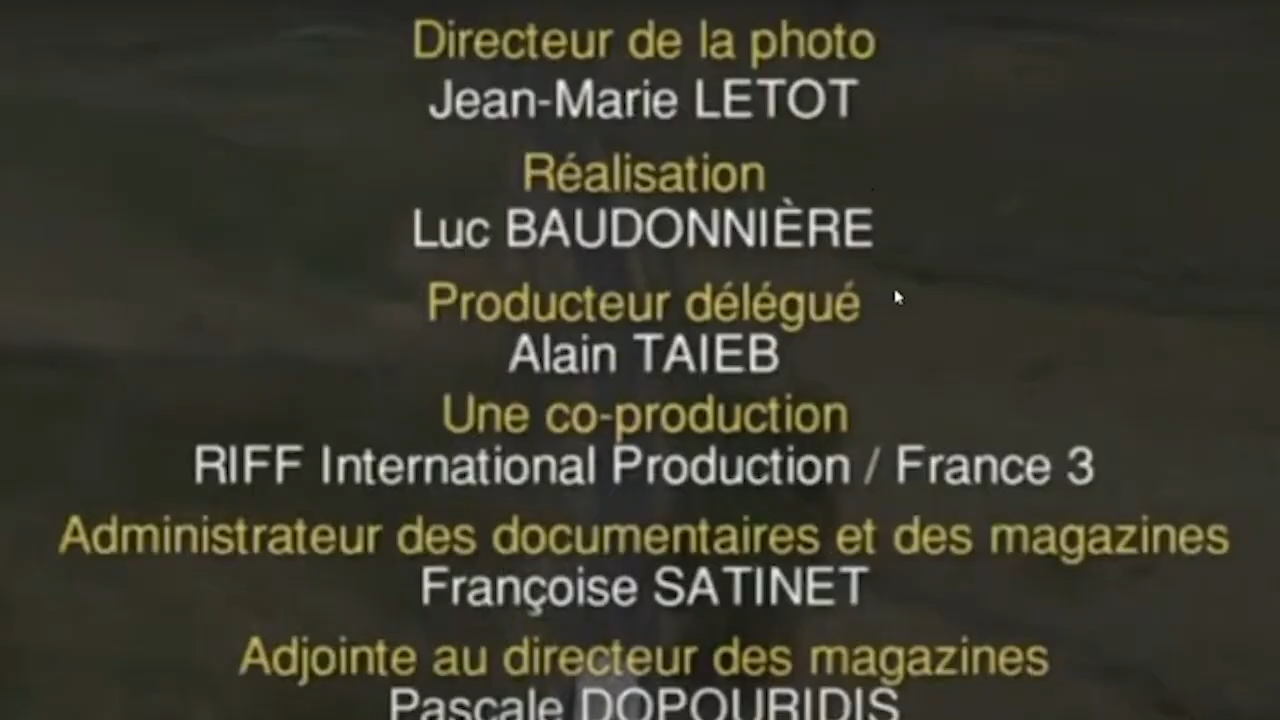 Directeur de la photo
Jean-Marie LETOT
Réalisation
Luc BAUDONNIÈRE
Producteur délégué
Alain TAIEB
Une co-production
RIFF International Production / France 3
Administrateur des documentaires et des magazines
Françoise SATINET
Adjointe au directeur des magazines
Pascale DOPOURIDIS